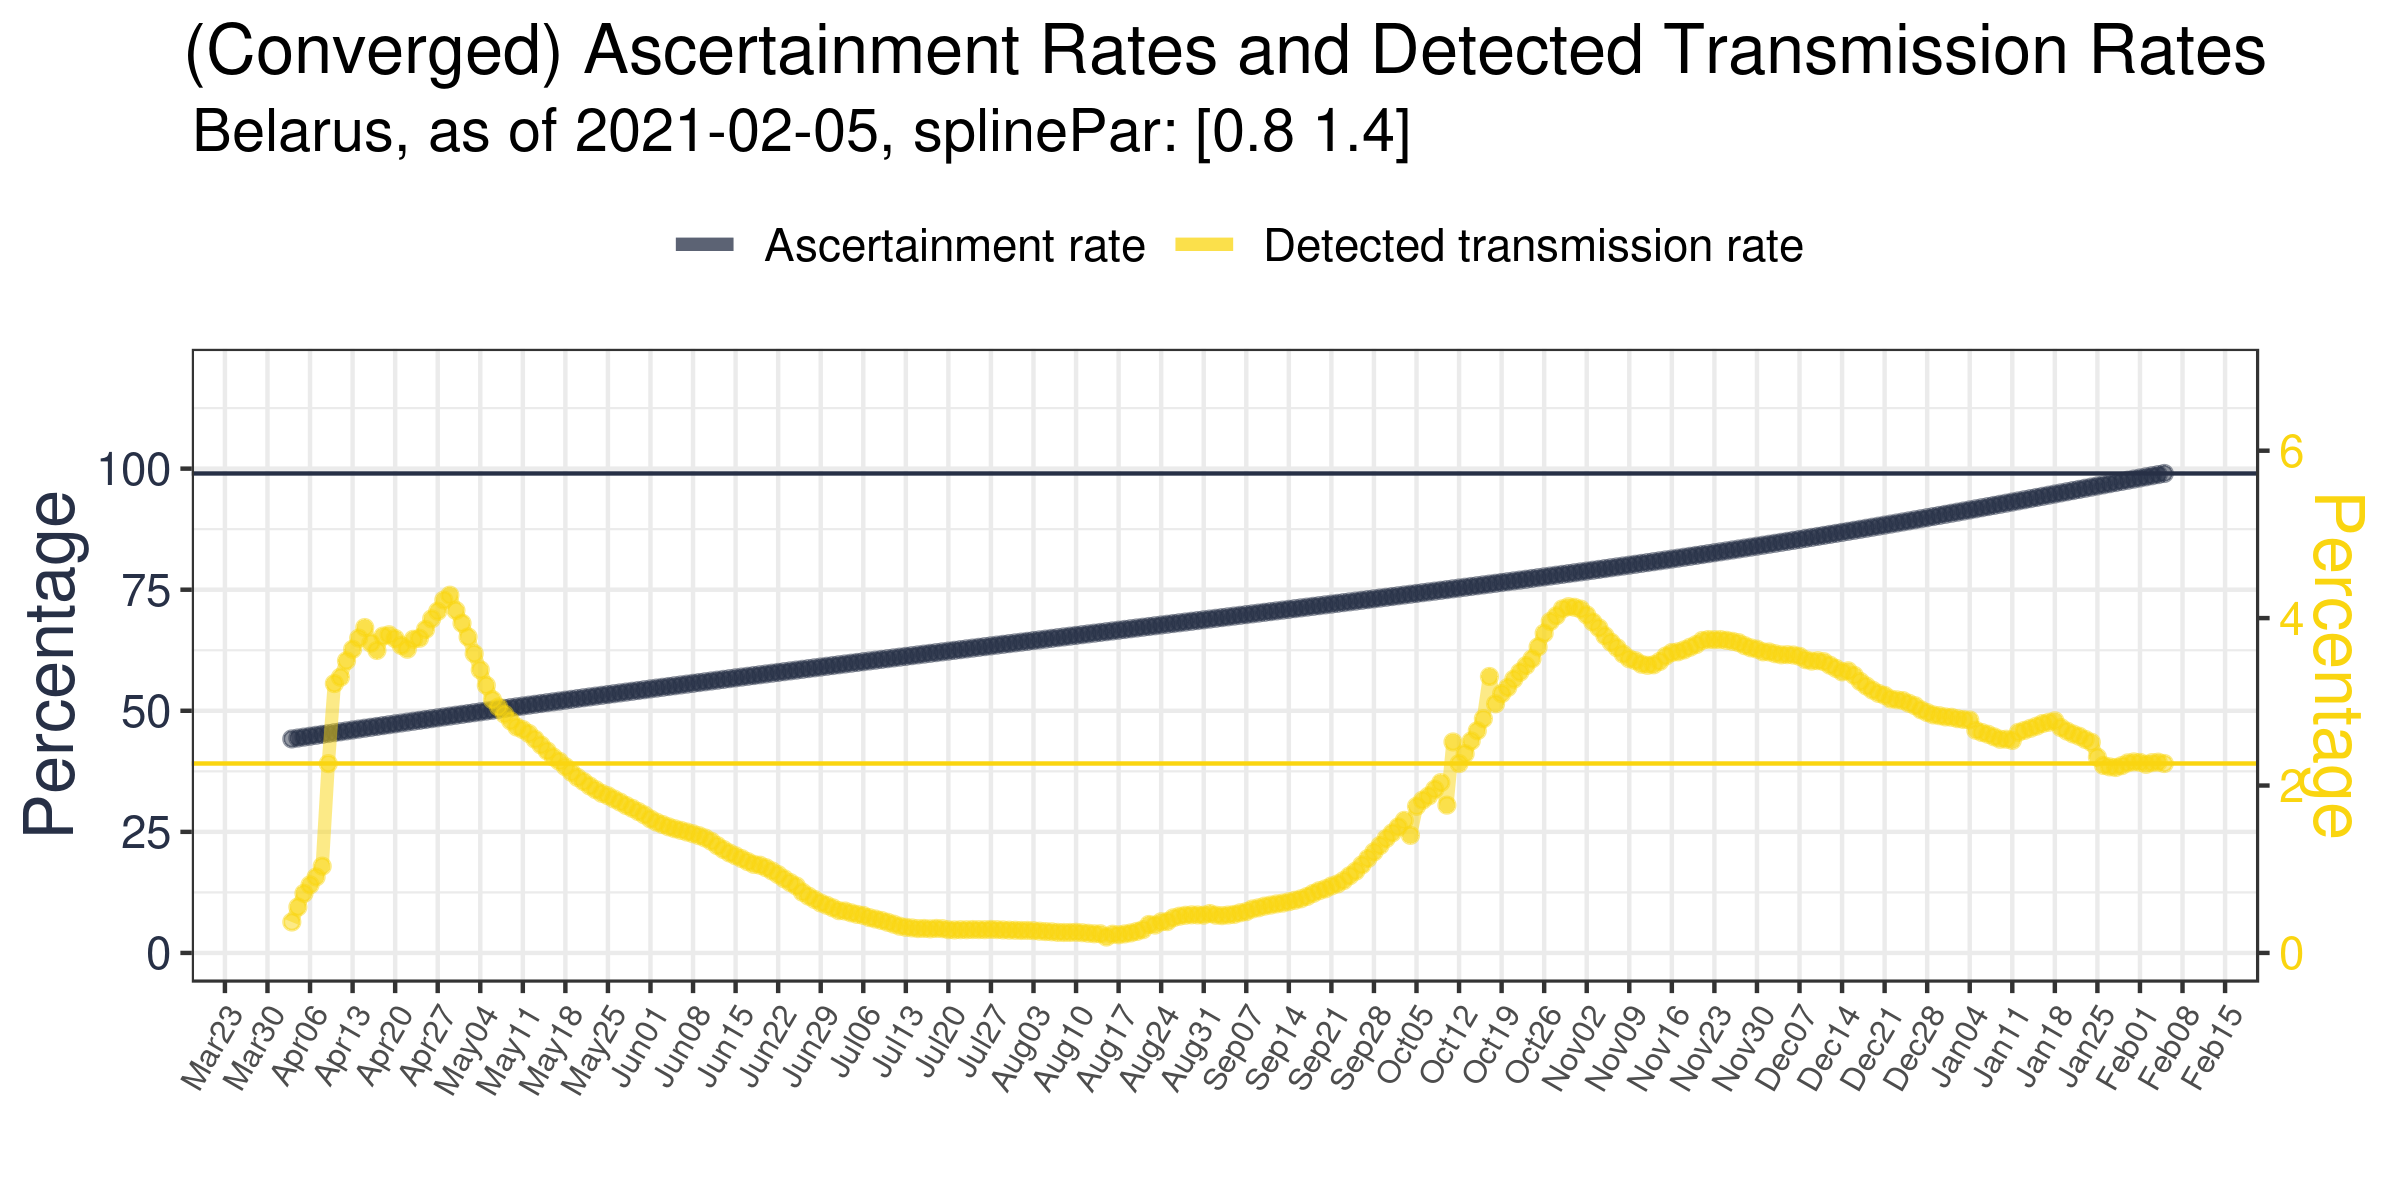 (Converged) Ascertainment Rates and Detected Transmission Rates
Belarus, as of 2021-02-05, splinePar: [0.8 1.4]
Ascertainment rate
Detected transmission rate
Percentage
100
75
50
25
0
6
4
2
0
Percentage
Mar23
Mar30
Apr06
Apr13
Apr20
Apr27
May04
May11
May18
May25
Jun01
Jun08
Jun15
Jun22
Jun29
Jul06
Jul13
Jul20
Jul27
Aug03
Aug10
Aug17
Aug24
Aug31
Sep07
Sep14
Sep21
Sep28
Oct05
Oct12
Oct19
Oct26
Nov02
Nov09
Nov16
Nov23
Nov30
Dec07
Dec14
Dec21
Dec28
Jan04
Jan11
Jan18
Jan25
Feb01
Feb08
Feb15